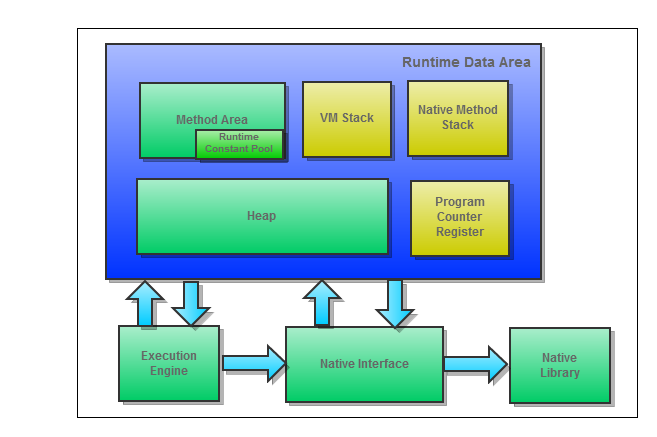 Runtime Data Area
Method Area
Runtime
Constant Pool
VM Stack
Native Method
Stack
Heap
Program
Counter
Register
Execution
Engine
Native Interface
Native
Library